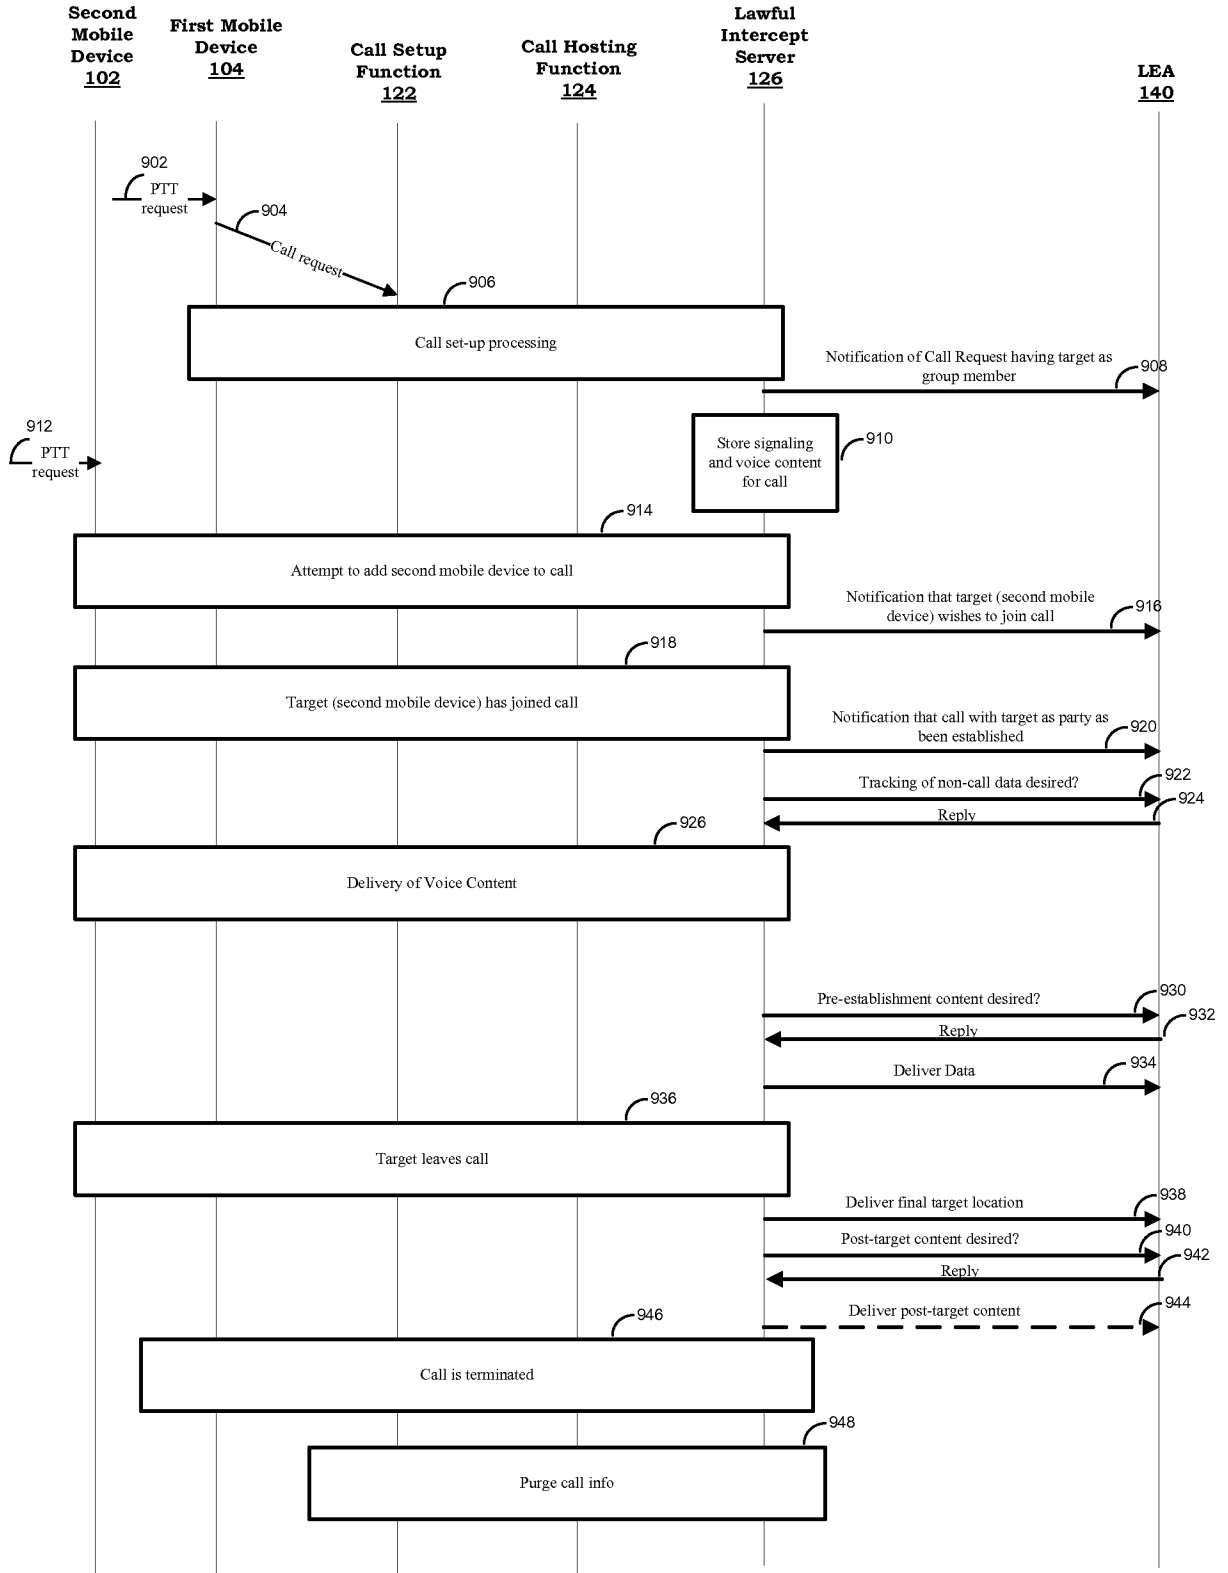 Second
Mobile
Device
102
First Mobile
Device
104
Call Setup
Function
122
Call Hosting
Function
124
Lawful
Intercept
Server
126
LEA
140
902
PTT
request
904
Call request
906
Call set-up processing
Notification of Call Request having target as
group member
908
912
PTT
request
Store signaling
and voice content
for call
910
914
Attempt to add second mobile device to call
Notification that target (second mobile
device) wishes to join call
916
918
Target (second mobile device) has joined call
Notification that call with target as party as
been established
920
Tracking of non-call data desired?
922
Reply
924
926
Delivery of Voice Content
Pre-establishment content desired?
930
Reply
932
Deliver Data
934
936
Target leaves call
Deliver final target location
938
Post-target content desired?
940
Reply
942
Deliver post-target content
944
946
Call is terminated
948
Purge call info